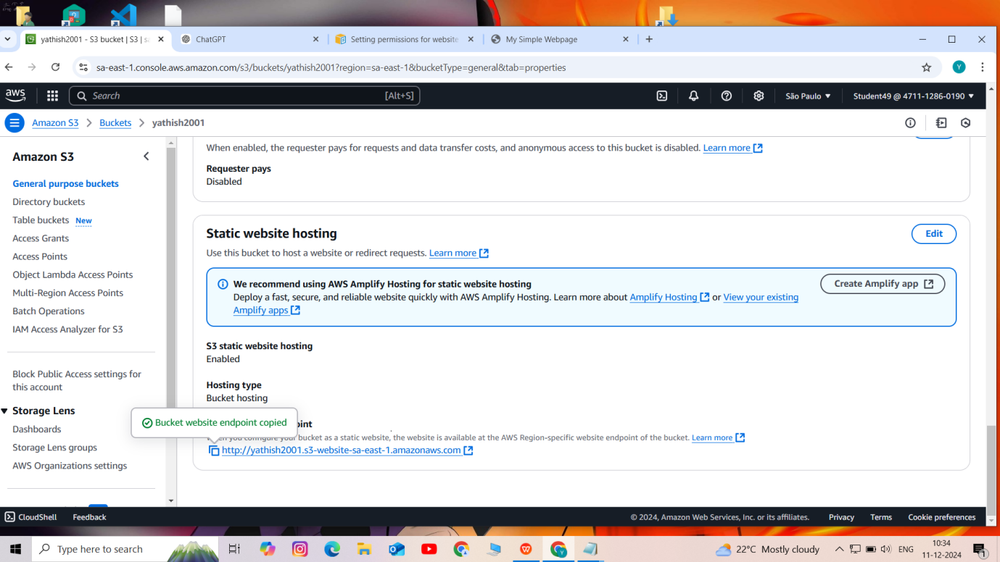 yathish2001 - S3 bucket | S3 | sa
ChatGPT
Setting permissions for website
My Simple Webpage
sa-east-1.console.aws.amazon.com/s3/buckets/yathish2001?region=sa-east-1&bucketType=general&tab=properties
Y
aws
Search
[Alt+S]
São Paulo
Student49 @ 4711-1286-0190
Amazon S3
Buckets
yathish2001
Amazon S3
General purpose buckets
Directory buckets
Table buckets New
Access Grants
Access Points
Object Lambda Access Points
Multi-Region Access Points
Batch Operations
IAM Access Analyzer for S3
Block Public Access settings for
this account
Storage Lens
Dashboards
Storage Lens groups
AWS Organizations settings
When enabled, the requester pays for requests and data transfer costs, and anonymous access to this bucket is disabled. Learn more
Requester pays
Disabled
Static website hosting
Edit
Use this bucket to host a website or redirect requests. Learn more
We recommend using AWS Amplify Hosting for static website hosting
Deploy a fast, secure, and reliable website quickly with AWS Amplify Hosting. Learn more about Amplify Hosting or View your existing
Amplify apps
Create Amplify app
S3 static website hosting
Enabled
Hosting type
Bucket hosting
Bucket website endpoint copied
you configure your bucket as a static website, the website is available at the AWS Region-specific website endpoint of the bucket. Learn more
http://yathish2001.s3-website-sa-east-1.amazonaws.com
CloudShell
Feedback
© 2024, Amazon Web Services, Inc. or its affiliates.
Privacy
Terms
Cookie preferences
Type here to search
22°C Mostly cloudy
ENG
10:34
11-12-2024
1